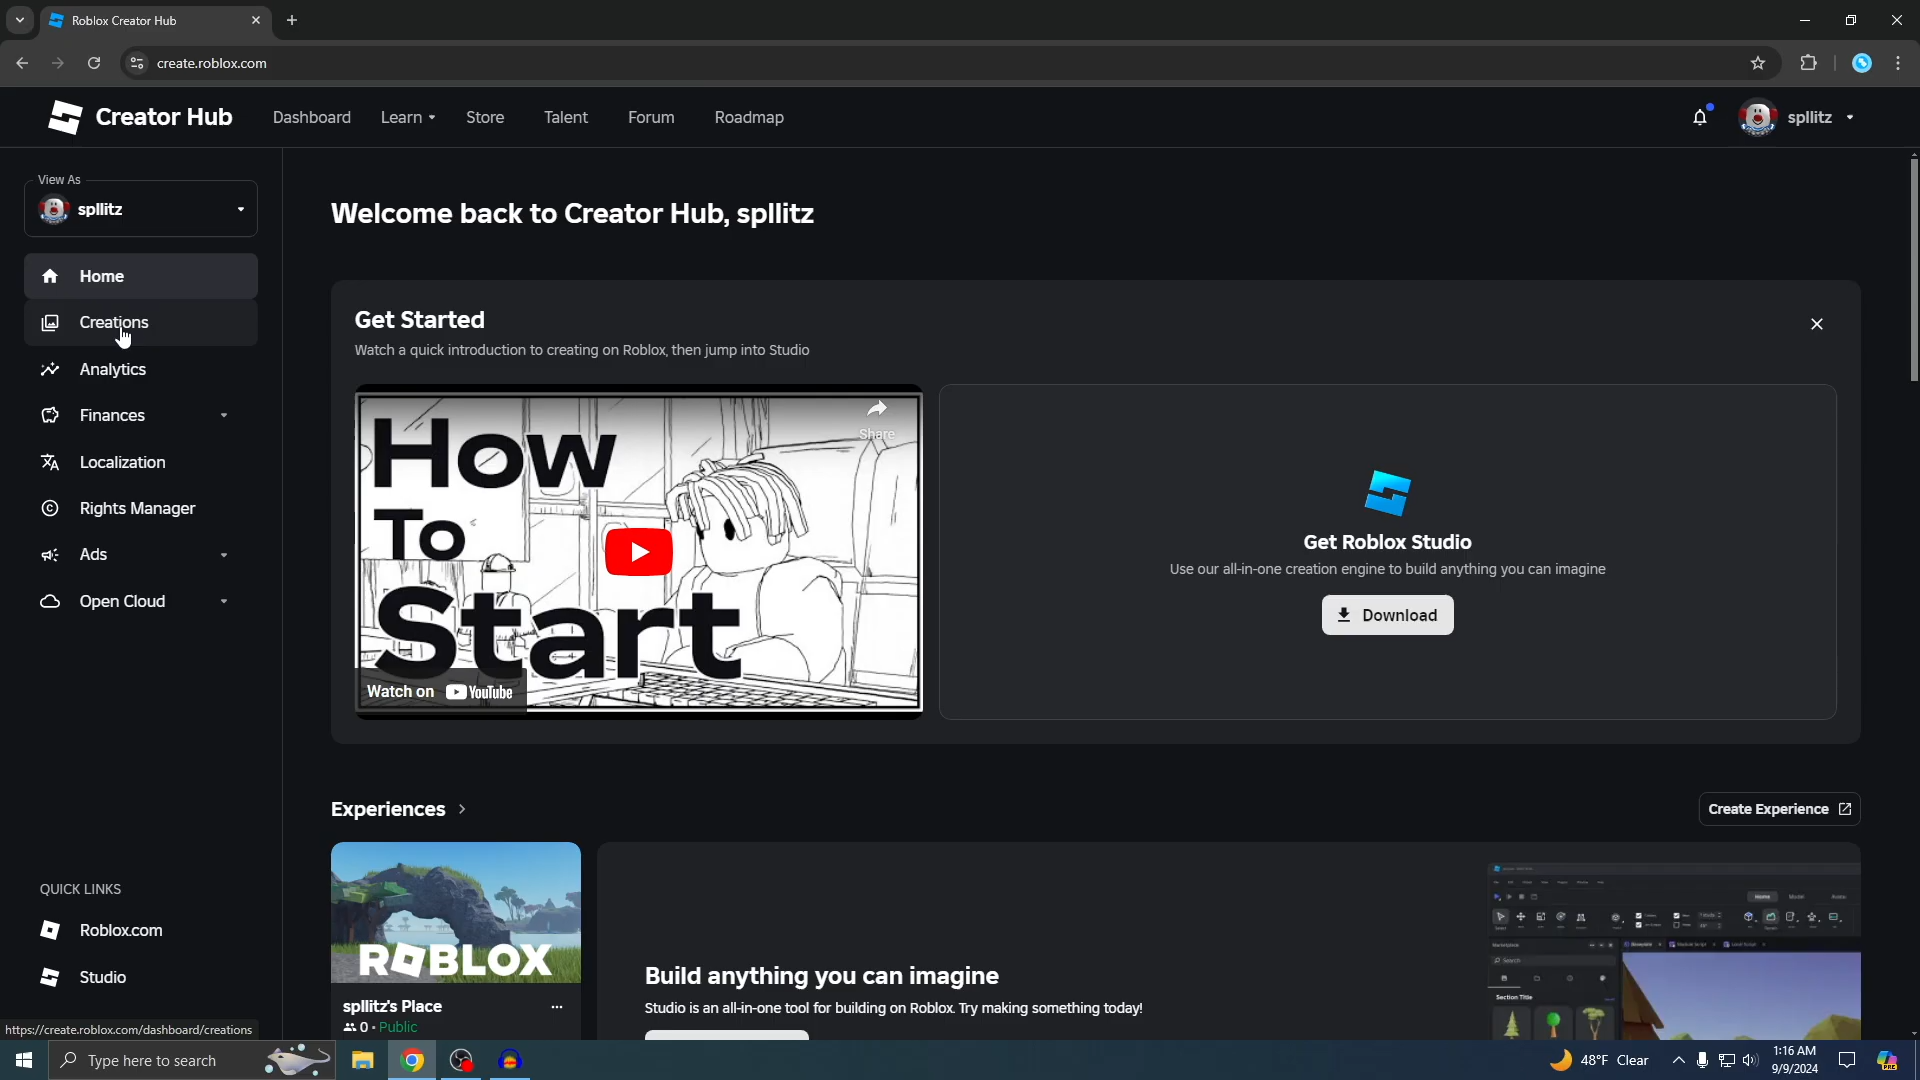 Roblox Creator Hub
create.roblox.com
Creator Hub
Dashboard
Learn
Store
Talent
Forum
Roadmap
spllitz
View As
spllitz
Home
Creations
Analytics
Finances
Localization
Rights Manager
Ads
Open Cloud
QUICK LINKS
Roblox.com
Studio
https://create.roblox.com/dashboard/creations
Welcome back to Creator Hub, spllitz
Get Started
Watch a quick introduction to creating on Roblox, then jump into Studio
How
To
Start
Share
Watch on YouTube
Get Roblox Studio
Use our all-in-one creation engine to build anything you can imagine
Download
Experiences
Create Experience
ROBLOX
spllitz's Place
0 • Public
Build anything you can imagine
Studio is an all-in-one tool for building on Roblox. Try making something today!
Search
Section Title
Type here to search
48°F Clear
1:16 AM
9/9/2024
PRE